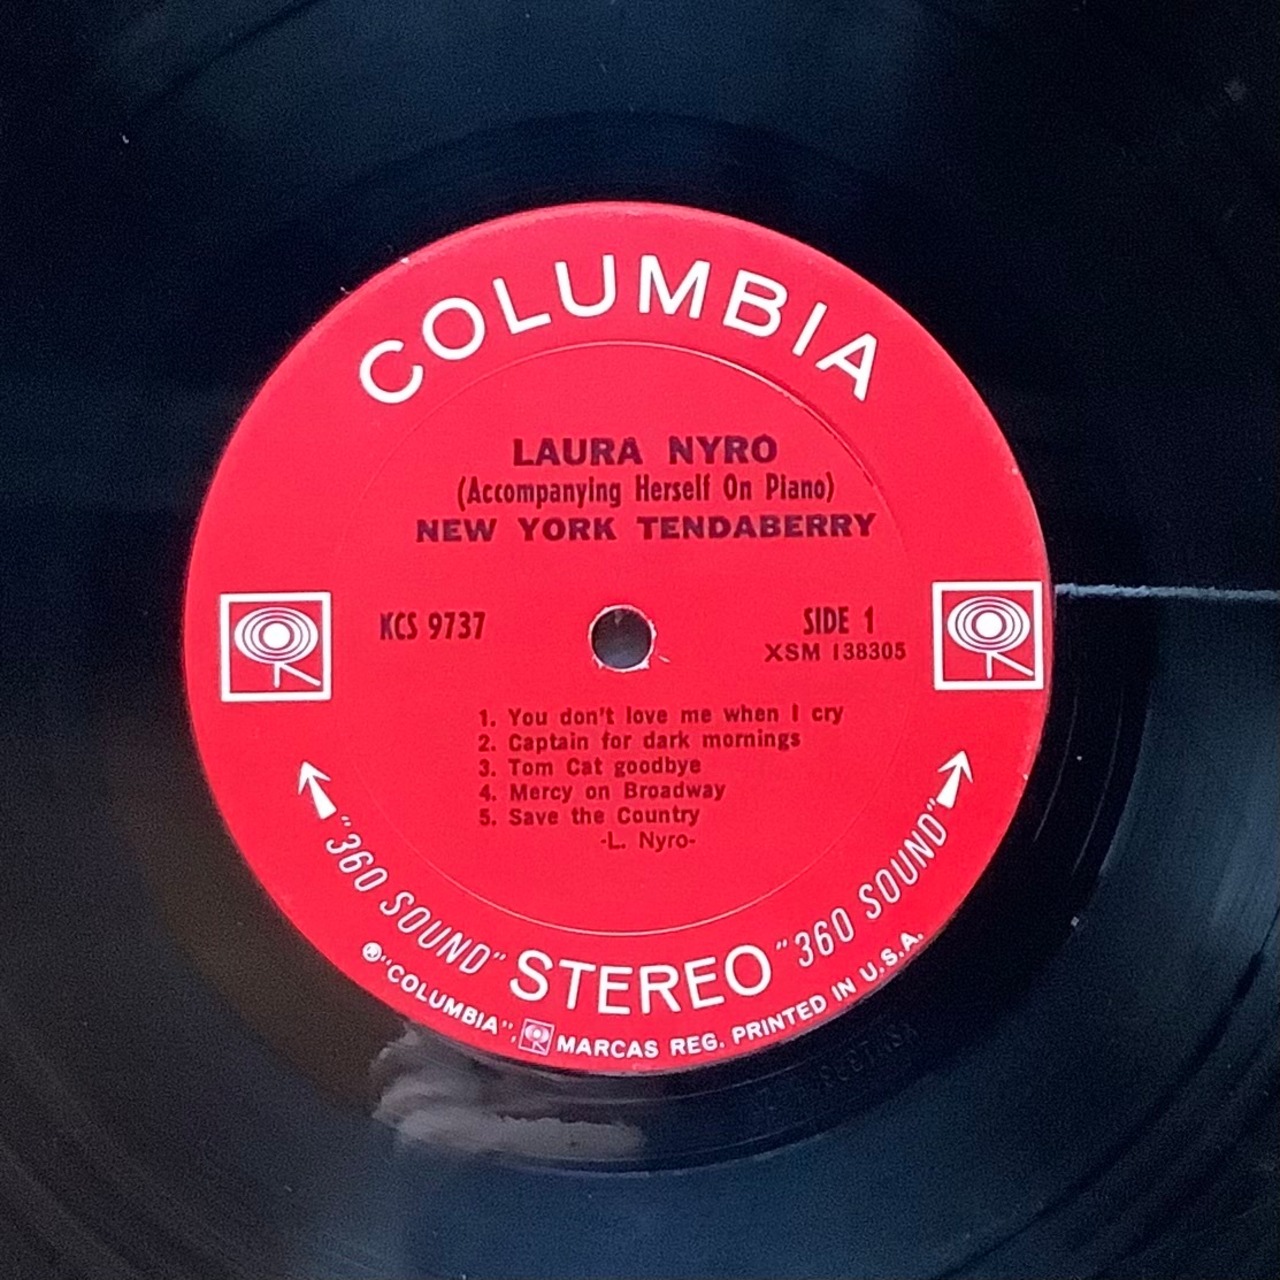 COLUMBIA
LAURA NYRO
(Accompanying Herself On Piano)
NEW YORK TENDABERRY
KCS 9737
SIDE 1
XSM 138305
1. You don't love me when I cry
2. Captain for dark mornings
3. Tom Cat goodbye
4. Mercy on Broadway
5. Save the Country
-L. Nyro-
"360 SOUND" STEREO "360 SOUND"
Ⓡ "COLUMBIA", MARCAS REG. PRINTED IN U.S.A.